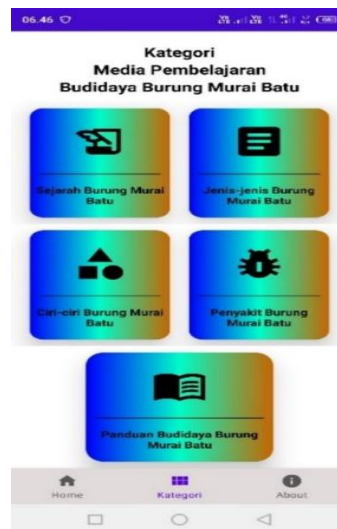 06.46
Kategori
Media Pembelajaran
Budidaya Burung Murai Batu
Sejarah Burung Murai
Batu
Jenis-jenis Burung
Murai Batu
Ciri-ciri Burung Murai
Batu
Penyakit Burung
Murai Batu
Panduan Budidaya Burung
Murai Batu
Home
Kategori
About